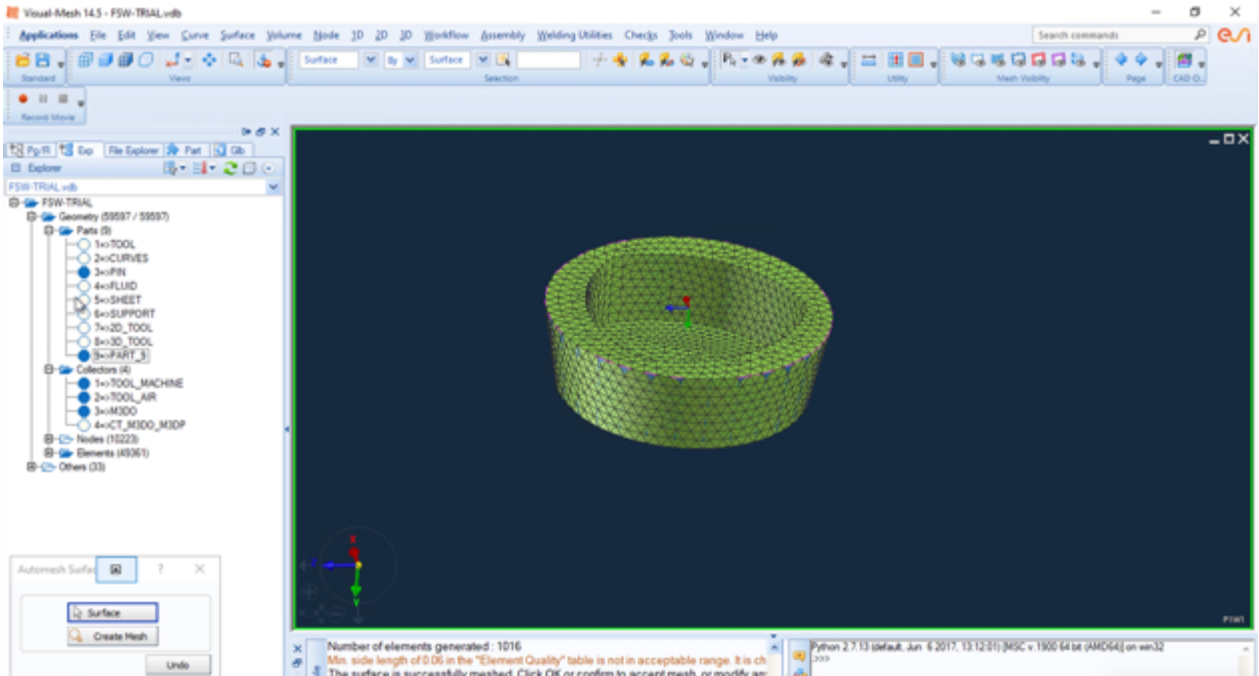 Visual-Mesh 14.5 - FSW-TRIAL.vdb
Applications File Edit View Curve Surface Volume Node 1D 2D 3D Workflow Assembly Welding Utilities Checks Tools Window Help
Search commands
esi
Surface By Surface
Standard Views Selection Visibility Utility Mesh Visibility Page CAD O...
Record Movie
Pg/R Exp File Explorer Part Glb
Explorer
FSW-TRIAL.vdb
FSW-TRIAL
Geometry (59597 / 59597)
Parts (9)
1=>TOOL
2=>CURVES
3=>PIN
4=>FLUID
5=>SHEET
6=>SUPPORT
7=>2D_TOOL
8=>3D_TOOL
9=>PART_9
Collectors (4)
1=>TOOL_MACHINE
2=>TOOL_AIR
3=>M3DO
4=>CT_M3DO_M3DP
Nodes (10223)
Elements (49361)
Others (33)
X
Y
P1W1
Automesh Surfac ?
Surface
Create Mesh
Undo
Number of elements generated : 1016
Min. side length of 0.06 in the "Element Quality" table is not in acceptable range. It is ch
The surface is successfully meshed. Click OK or confirm to accept mesh, or modify any
Python 2.7.13 (default, Jun 6 2017, 13:12:01) [MSC v.1900 64 bit (AMD64)] on win32
>>>